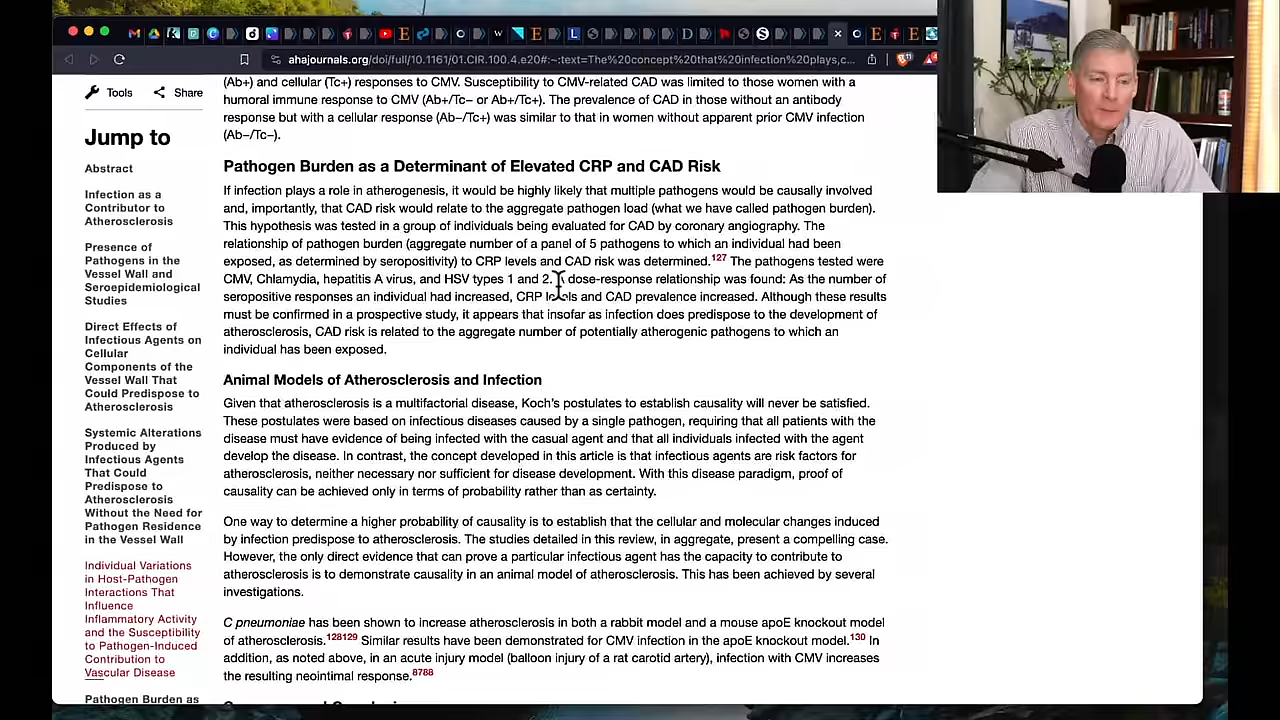 ahajournals.org/doi/full/10.1161/01.CIR.100.4.e20#:~:text=The%20concept%20that%20infection%20plays,c...
Tools
Share
Jump to
Abstract
Infection as a
Contributor to
Atherosclerosis
Presence of
Pathogens in the
Vessel Wall and
Seroepidemiological
Studies
Direct Effects of
Infectious Agents on
Cellular
Components of the
Vessel Wall That
Could Predispose to
Atherosclerosis
Systemic Alterations
Produced by
Infectious Agents
That Could
Predispose to
Atherosclerosis
Without the Need for
Pathogen Residence
in the Vessel Wall
Individual Variations
in Host-Pathogen
Interactions That
Influence
Inflammatory Activity
and the Susceptibility
to Pathogen-Induced
Contribution to
Vascular Disease
Pathogen Burden as
(Ab+) and cellular (Tc+) responses to CMV. Susceptibility to CMV-related CAD was limited to those women with a
humoral immune response to CMV (Ab+/Tc− or Ab+/Tc+). The prevalence of CAD in those without an antibody
response but with a cellular response (Ab−/Tc+) was similar to that in women without apparent prior CMV infection
(Ab−/Tc−).
Pathogen Burden as a Determinant of Elevated CRP and CAD Risk
If infection plays a role in atherogenesis, it would be highly likely that multiple pathogens would be causally involved
and, importantly, that CAD risk would relate to the aggregate pathogen load (what we have called pathogen burden).
This hypothesis was tested in a group of individuals being evaluated for CAD by coronary angiography. The
relationship of pathogen burden (aggregate number of a panel of 5 pathogens to which an individual had been
exposed, as determined by seropositivity) to CRP levels and CAD risk was determined.127 The pathogens tested were
CMV, Chlamydia, hepatitis A virus, and HSV types 1 and 2. dose-response relationship was found: As the number of
seropositive responses an individual had increased, CRP levels and CAD prevalence increased. Although these results
must be confirmed in a prospective study, it appears that insofar as infection does predispose to the development of
atherosclerosis, CAD risk is related to the aggregate number of potentially atherogenic pathogens to which an
individual has been exposed.
Animal Models of Atherosclerosis and Infection
Given that atherosclerosis is a multifactorial disease, Koch's postulates to establish causality will never be satisfied.
These postulates were based on infectious diseases caused by a single pathogen, requiring that all patients with the
disease must have evidence of being infected with the casual agent and that all individuals infected with the agent
develop the disease. In contrast, the concept developed in this article is that infectious agents are risk factors for
atherosclerosis, neither necessary nor sufficient for disease development. With this disease paradigm, proof of
causality can be achieved only in terms of probability rather than as certainty.
One way to determine a higher probability of causality is to establish that the cellular and molecular changes induced
by infection predispose to atherosclerosis. The studies detailed in this review, in aggregate, present a compelling case.
However, the only direct evidence that can prove a particular infectious agent has the capacity to contribute to
atherosclerosis is to demonstrate causality in an animal model of atherosclerosis. This has been achieved by several
investigations.
C pneumoniae has been shown to increase atherosclerosis in both a rabbit model and a mouse apoE knockout model
of atherosclerosis.128129 Similar results have been demonstrated for CMV infection in the apoE knockout model.130 In
addition, as noted above, in an acute injury model (balloon injury of a rat carotid artery), infection with CMV increases
the resulting neointimal response.8788